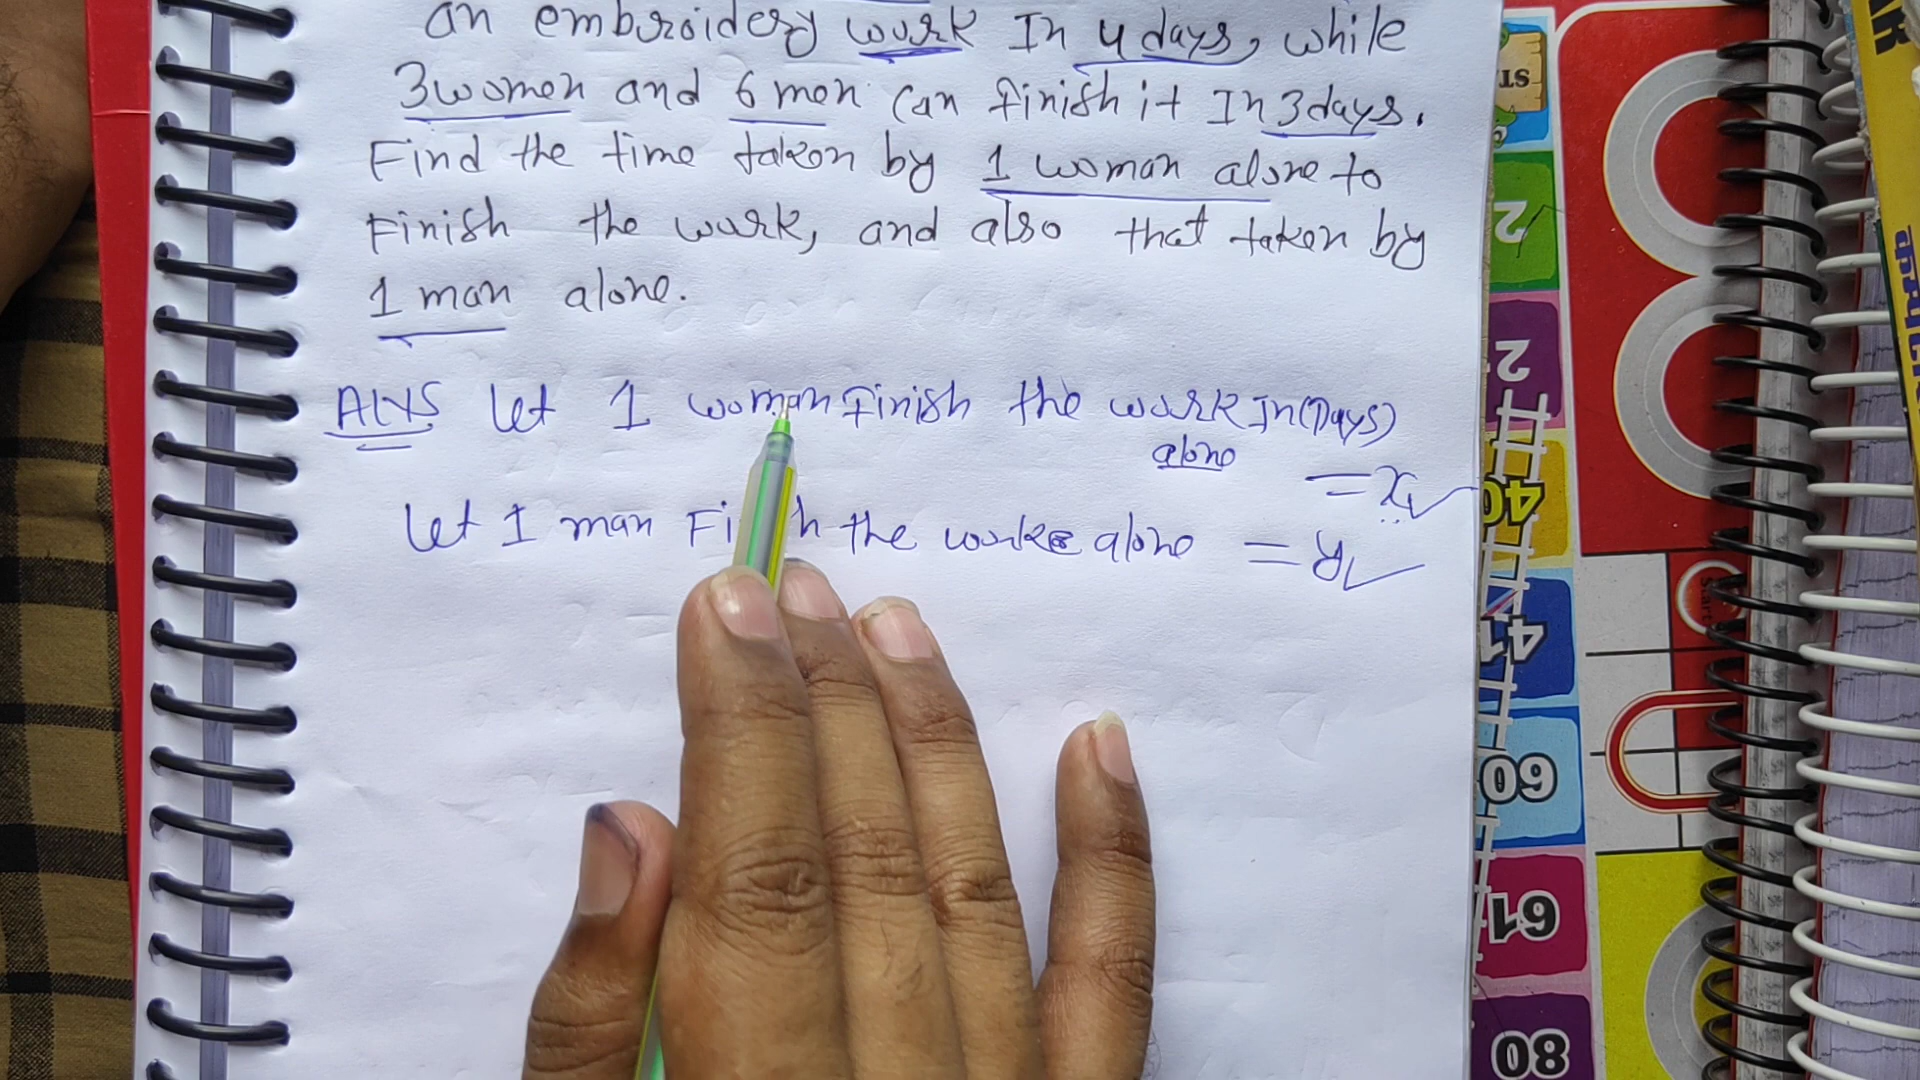 an embroidery work In 4 days, while
3 women and 6 men can finish it In 3 days.
Find the time taken by 1 woman alone to
Finish the work, and also that taken by
1 man alone.
ANS Let 1 woman Finish the work In (Days)
alone
= x
Let 1 man Fi h the work alone = y
ST
2
2
40
41
60
61
80
Start